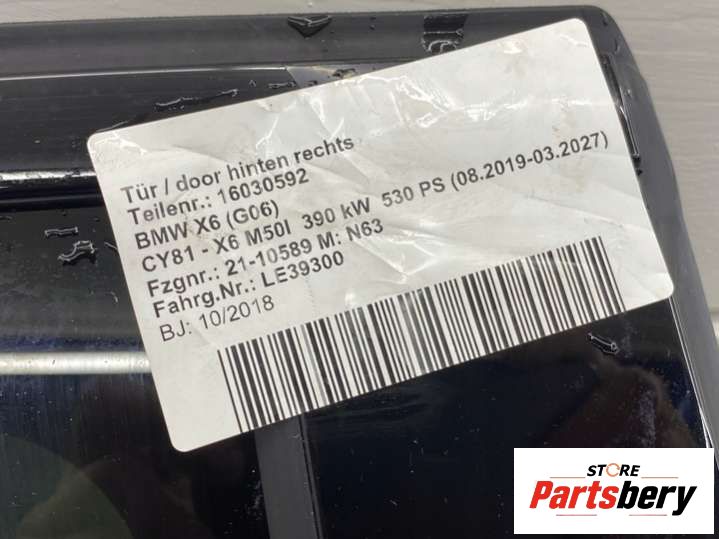 Tür / door hinten rechts
Teilenr.: 16030592
BMW X6 (G06)
CY81 - X6 M50I 390 kW 530 PS (08.2019-03.2027)
Fzgnr.: 21-10589 M: N63
Fahrg.Nr.: LE39300
BJ: 10/2018
STORE
Partsbery